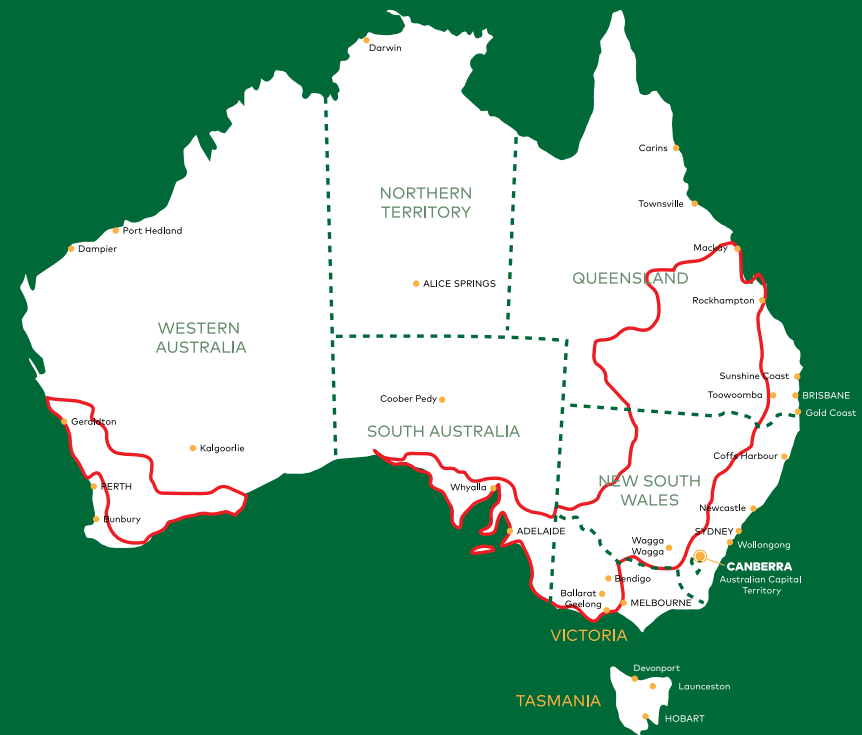 Darwin
Carins
NORTHERN
TERRITORY
Townsville
Port Hedland
Dampier
Mackay
QUEENSLAND
ALICE SPRINGS
Rockhampton
WESTERN
AUSTRALIA
Sunshine Coast
Toowoomba
BRISBANE
Coober Pedy
Gold Coast
Geraldton
SOUTH AUSTRALIA
Kalgoorlie
Coffs Harbour
PERTH
Whyalla
NEW SOUTH
WALES
Newcastle
Bunbury
ADELAIDE
SYDNEY
Wollongong
Wagga
Wagga
CANBERRA
Australian Capital
Territory
Bendigo
Ballarat
Geelong
MELBOURNE
VICTORIA
Devonport
Launceston
TASMANIA
HOBART